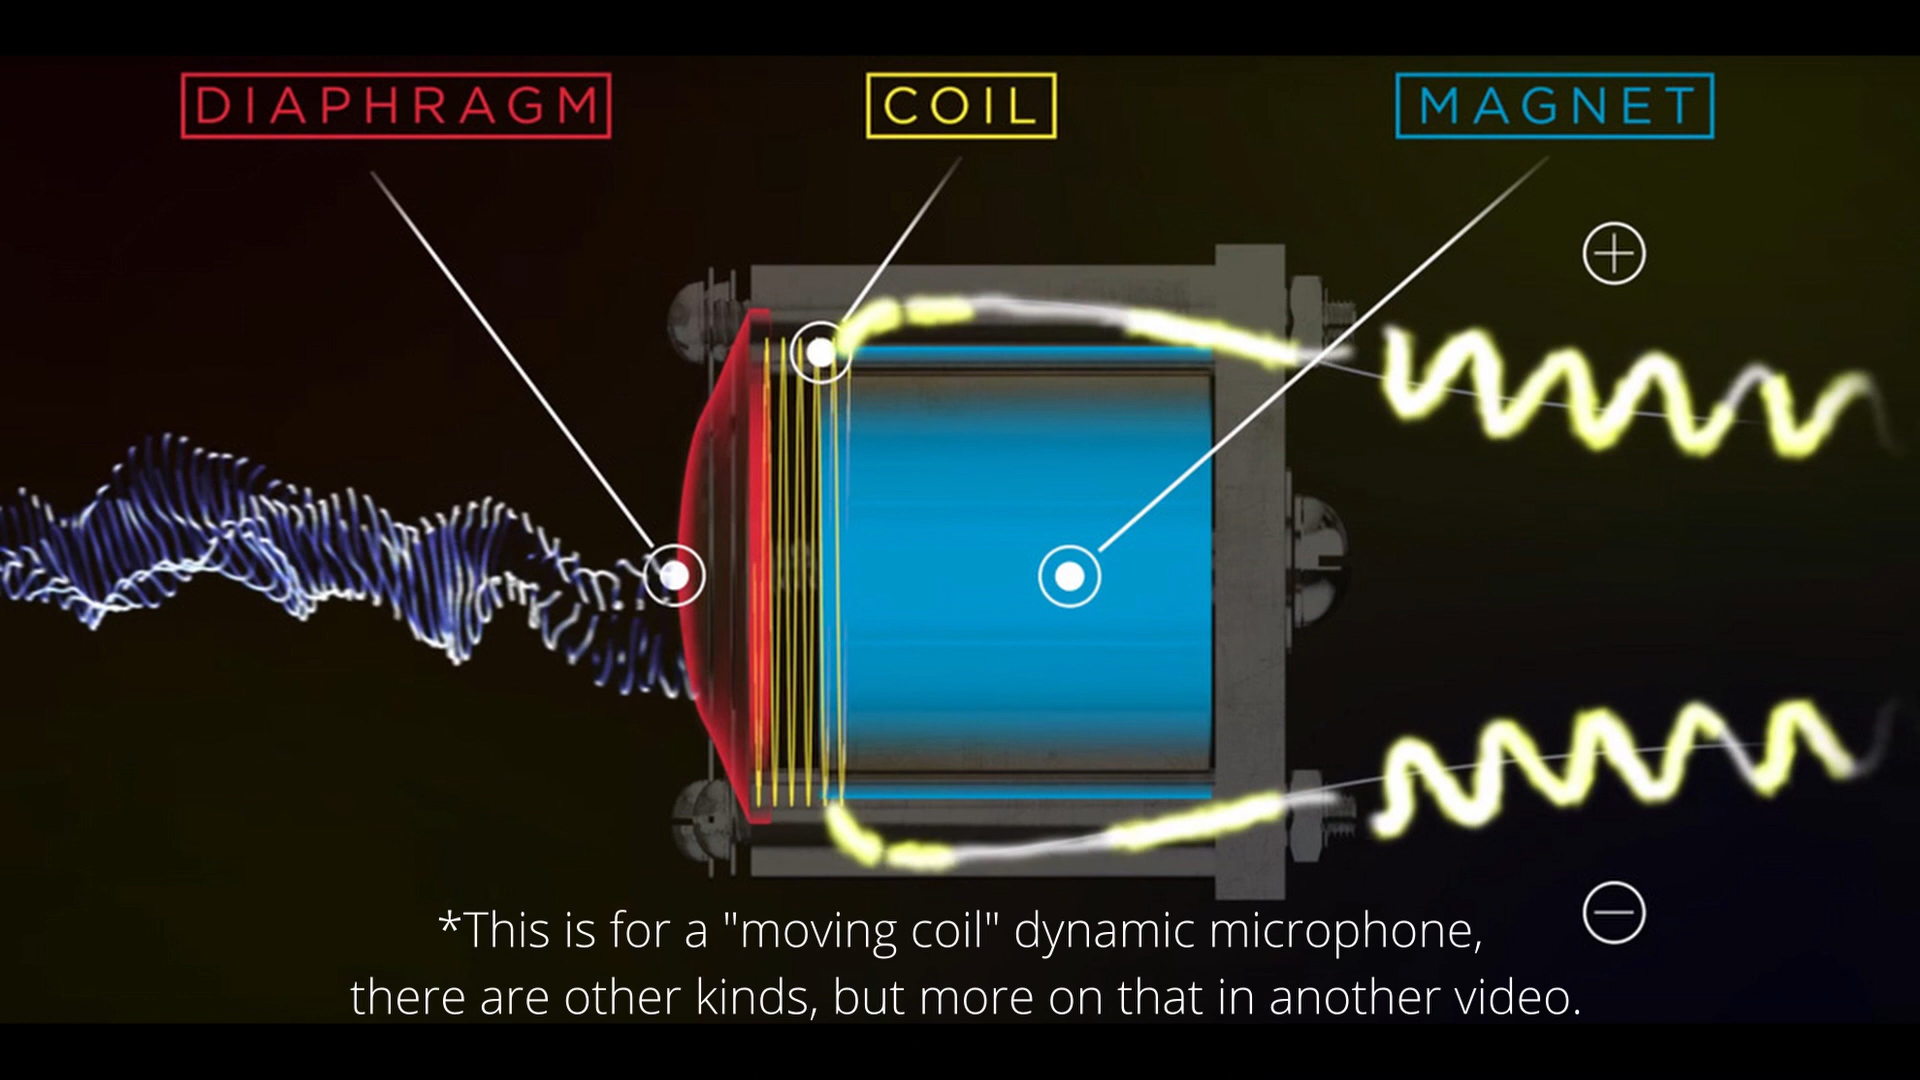 DIAPHRAGM
COIL
MAGNET
*This is for a "moving coil" dynamic microphone,
there are other kinds, but more on that in another video.